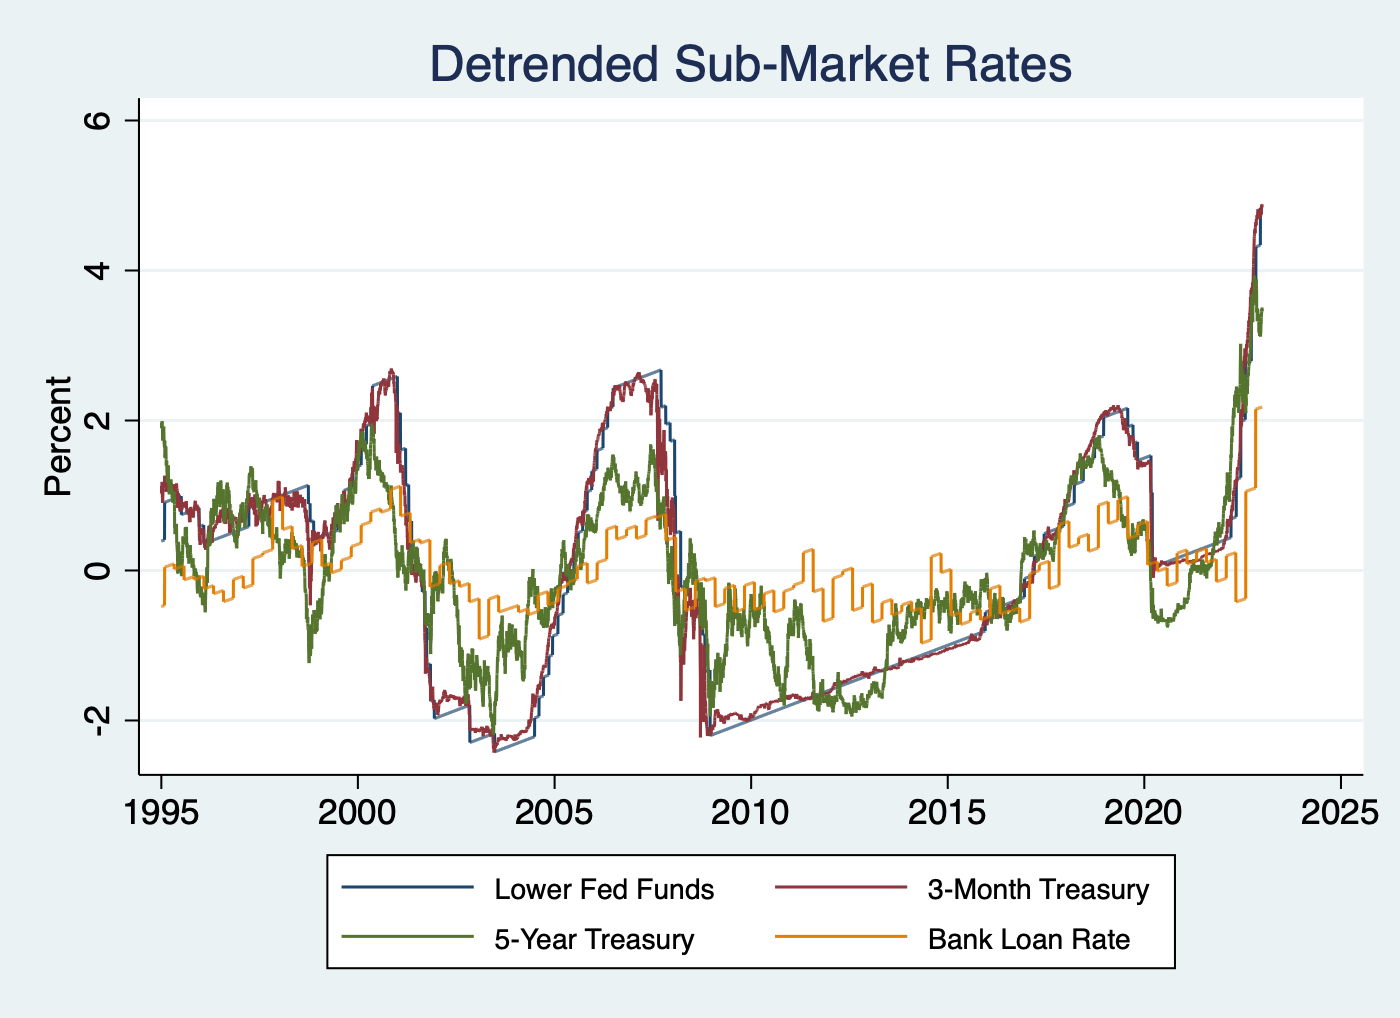 Detrended Sub-Market Rates
Percent
6
4
2
0
-2
1995 2000 2005 2010 2015 2020 2025
Lower Fed Funds 3-Month Treasury
5-Year Treasury Bank Loan Rate